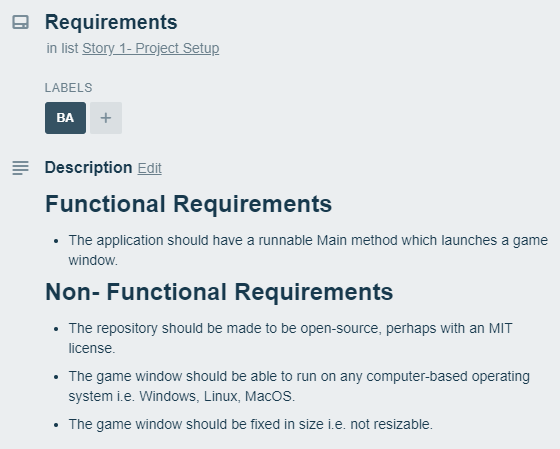 Requirements
in list Story 1- Project Setup
LABELS
BA +
Description Edit
Functional Requirements
• The application should have a runnable Main method which launches a game
window.
Non- Functional Requirements
• The repository should be made to be open-source, perhaps with an MIT
license.
• The game window should be able to run on any computer-based operating
system i.e. Windows, Linux, MacOS.
• The game window should be fixed in size i.e. not resizable.